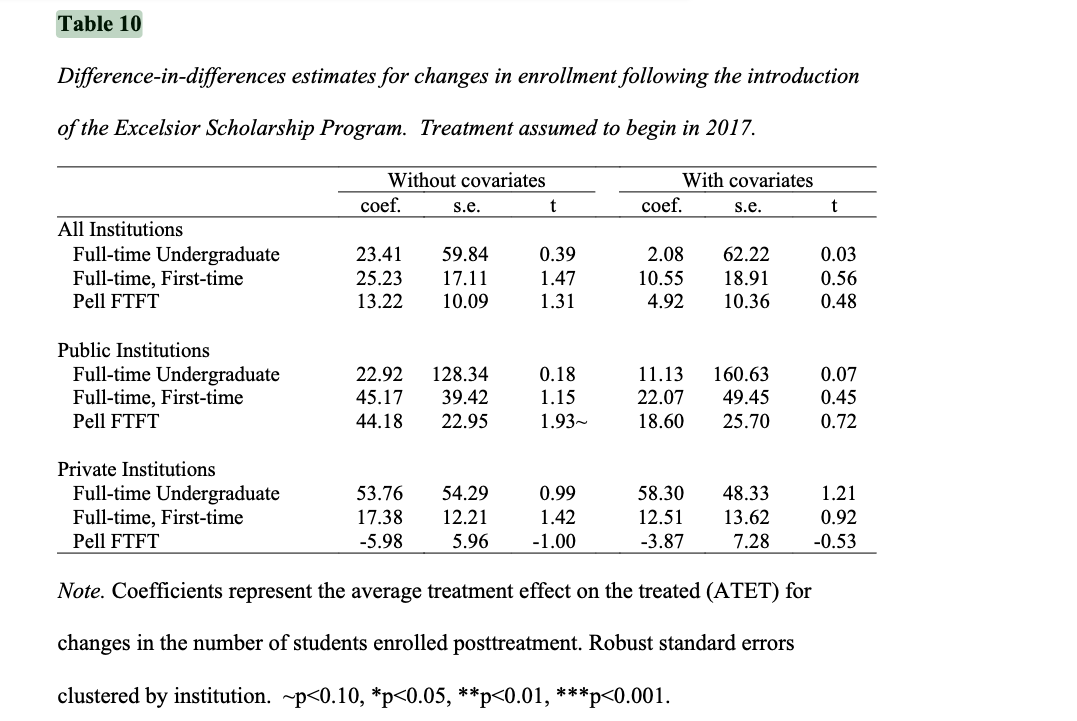 Table 10
Difference-in-differences estimates for changes in enrollment following the introduction
of the Excelsior Scholarship Program.  Treatment assumed to begin in 2017.
Without covariates With covariates
coef. s.e. t coef. s.e. t
All Institutions
Full-time Undergraduate 23.41 59.84 0.39 2.08 62.22 0.03
Full-time, First-time 25.23 17.11 1.47 10.55 18.91 0.56
Pell FTFT 13.22 10.09 1.31 4.92 10.36 0.48
Public Institutions
Full-time Undergraduate 22.92 128.34 0.18 11.13 160.63 0.07
Full-time, First-time 45.17 39.42 1.15 22.07 49.45 0.45
Pell FTFT 44.18 22.95 1.93~ 18.60 25.70 0.72
Private Institutions
Full-time Undergraduate 53.76 54.29 0.99 58.30 48.33 1.21
Full-time, First-time 17.38 12.21 1.42 12.51 13.62 0.92
Pell FTFT -5.98 5.96 -1.00 -3.87 7.28 -0.53
Note. Coefficients represent the average treatment effect on the treated (ATET) for
changes in the number of students enrolled posttreatment. Robust standard errors
clustered by institution.  ~p<0.10, *p<0.05, **p<0.01, ***p<0.001.